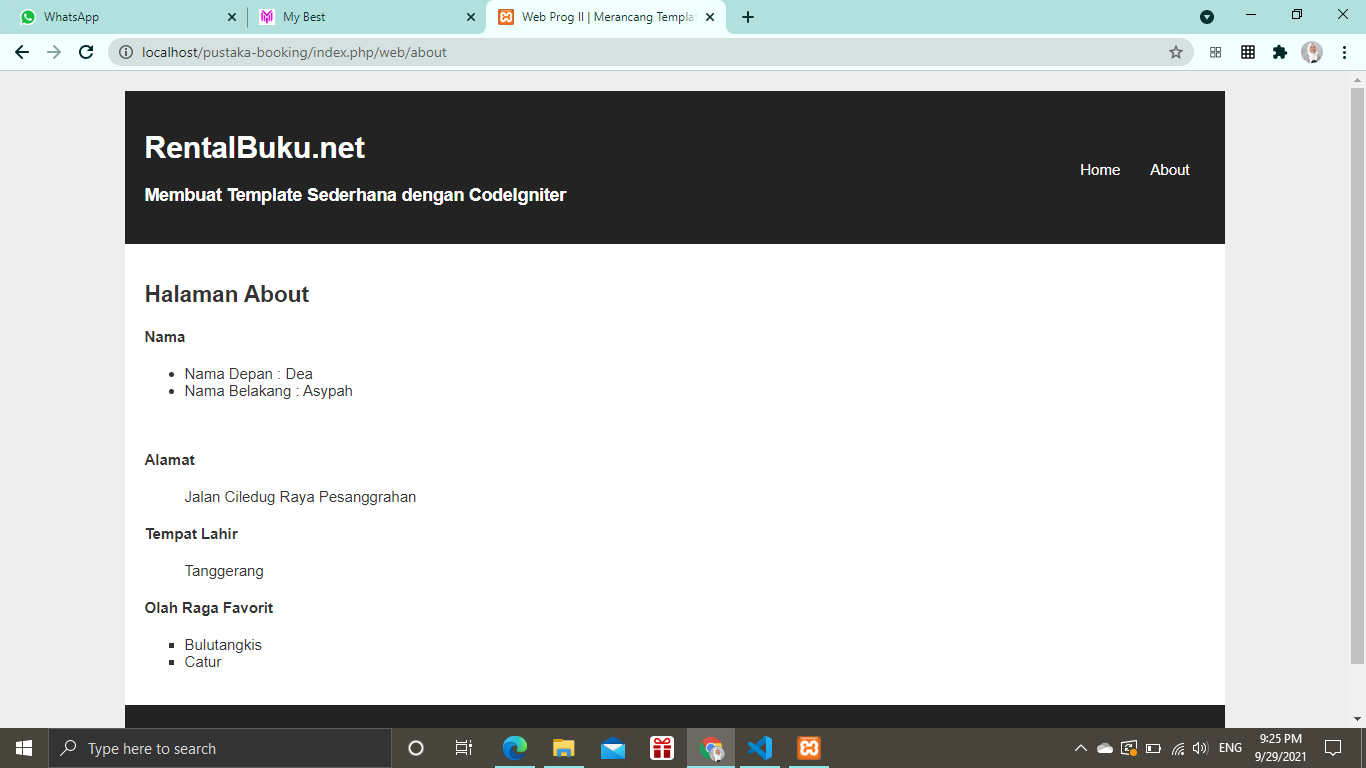 WhatsApp
My Best
Web Prog II | Merancang Templat
localhost/pustaka-booking/index.php/web/about
RentalBuku.net
Membuat Template Sederhana dengan CodeIgniter
Home
About
Halaman About
Nama
Nama Depan : Dea
Nama Belakang : Asypah
Alamat
Jalan Ciledug Raya Pesanggrahan
Tempat Lahir
Tanggerang
Olah Raga Favorit
Bulutangkis
Catur
Type here to search
ENG
9:25 PM
9/29/2021